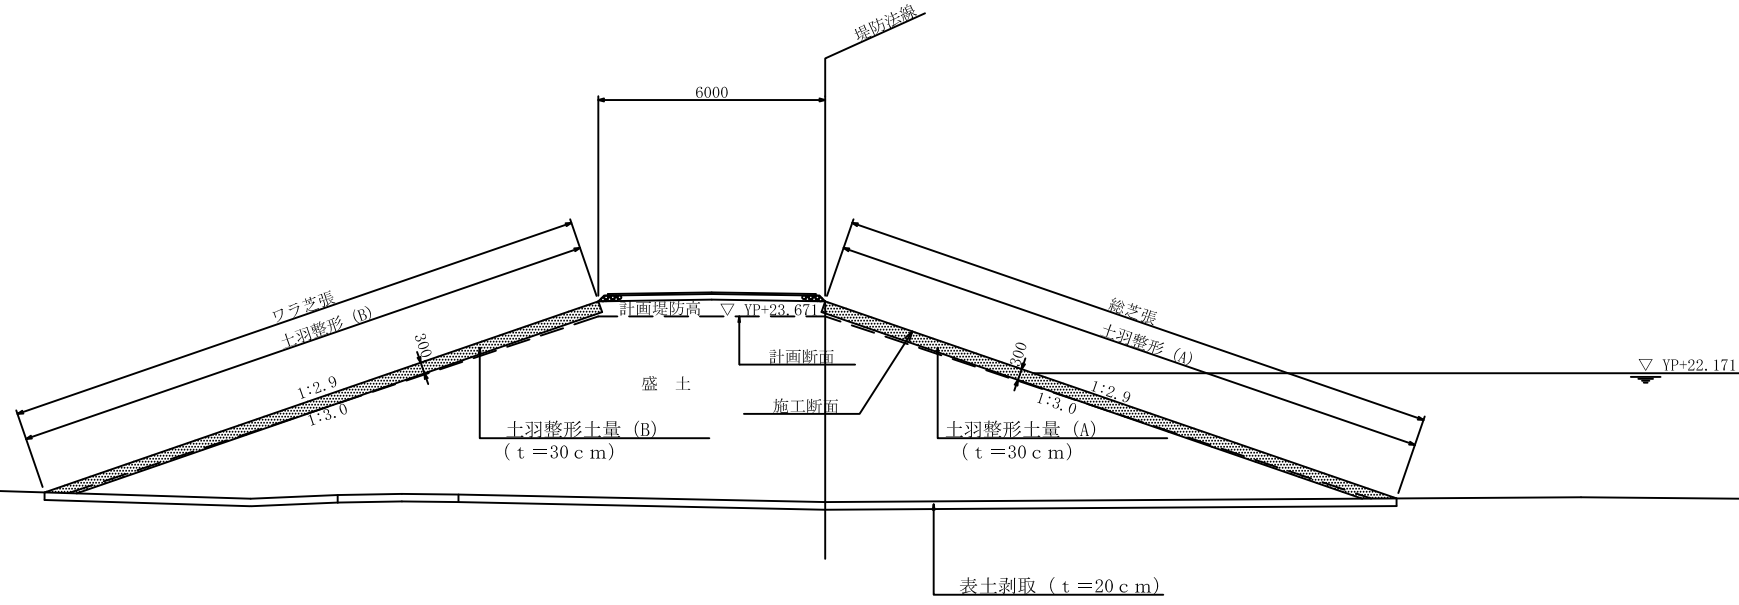 堤防法線
6000
ワラ芝張
土羽整形 (B)
総芝張
土羽整形 (A)
計画堤防高 ▽ YP+23.671
300
300
計画断面
▽ YP+22.171
盛 土
1:2.9
1:3.0
1:2.9
1:3.0
施工断面
土羽整形土量 (B)
(ｔ＝30ｃｍ)
土羽整形土量 (A)
(ｔ＝30ｃｍ)
表土剥取 (ｔ＝20ｃｍ)